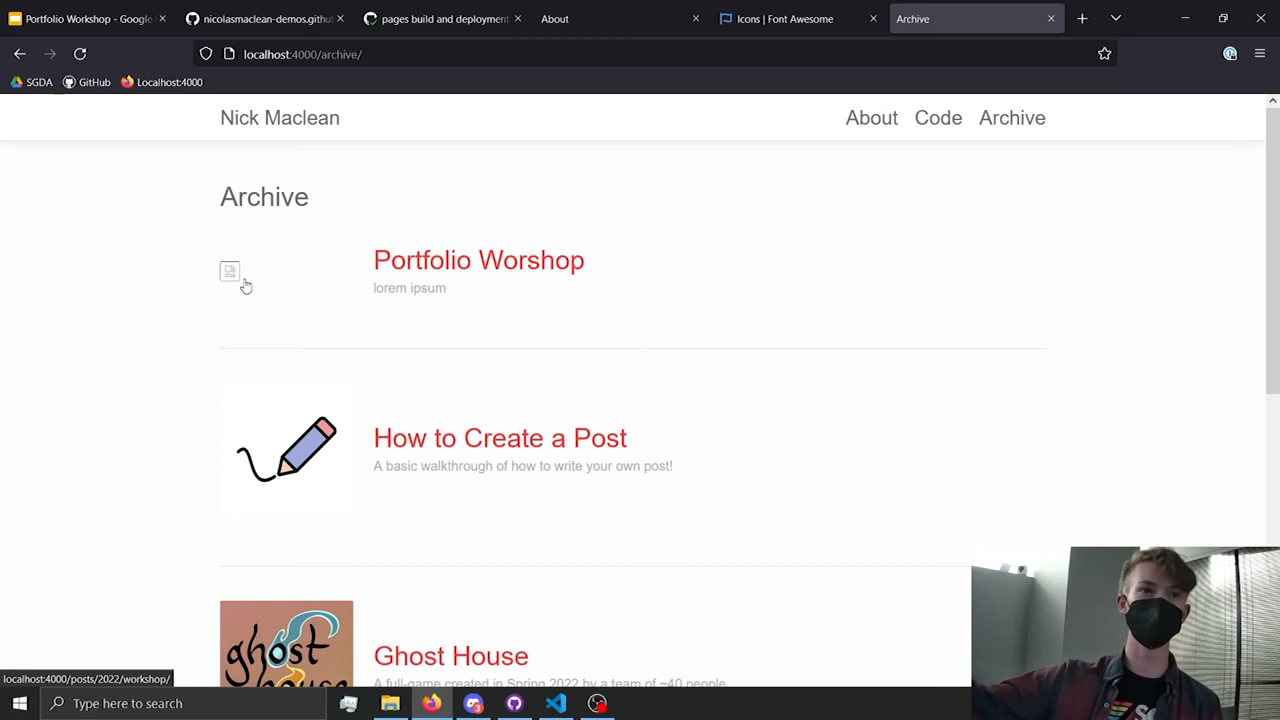 Portfolio Workshop - Google
nicolasmaclean-demos.githu
pages build and deployment
About
Icons | Font Awesome
Archive
localhost:4000/archive/
SGDA
GitHub
Localhost:4000
Nick Maclean
About
Code
Archive
Archive
Portfolio Worshop
lorem ipsum
How to Create a Post
A basic walkthrough of how to write your own post!
ghost
house
Ghost House
A full-game created in Spring 2022 by a team of ~40 people
localhost:4000/posts/2022/workshop/
Type here to search